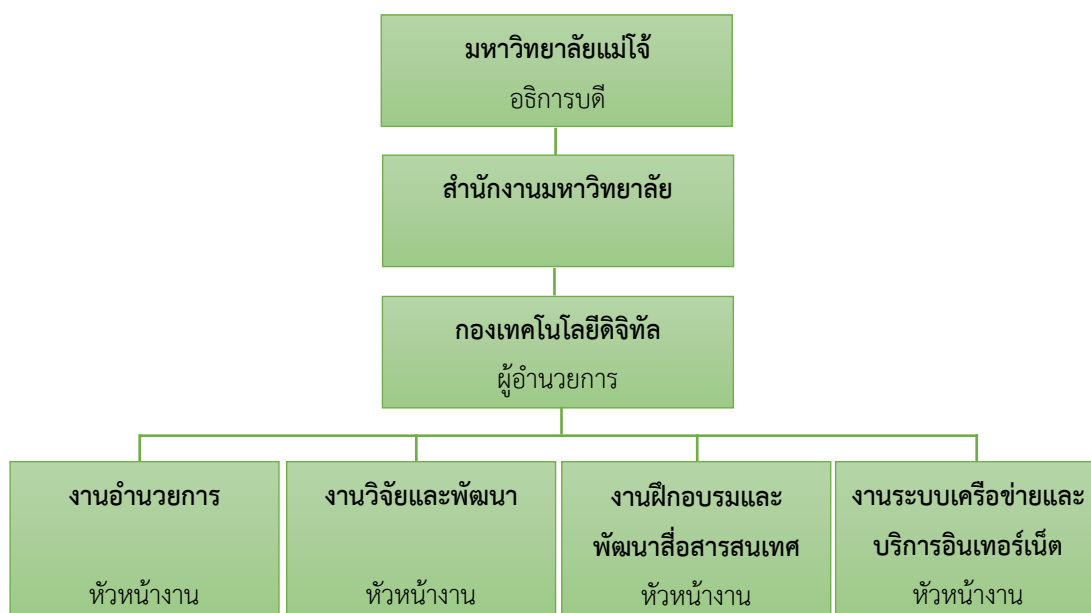 มหาวิทยาลัยแม่โจ้
อธิการบดี
สำนักงานมหาวิทยาลัย
กองเทคโนโลยีดิจิทัล
ผู้อำนวยการ
งานอำนวยการ
หัวหน้างาน
งานวิจัยและพัฒนา
หัวหน้างาน
งานฝึกอบรมและ
พัฒนาสื่อสารสนเทศ
หัวหน้างาน
งานระบบเครือข่ายและ
บริการอินเทอร์เน็ต
หัวหน้างาน